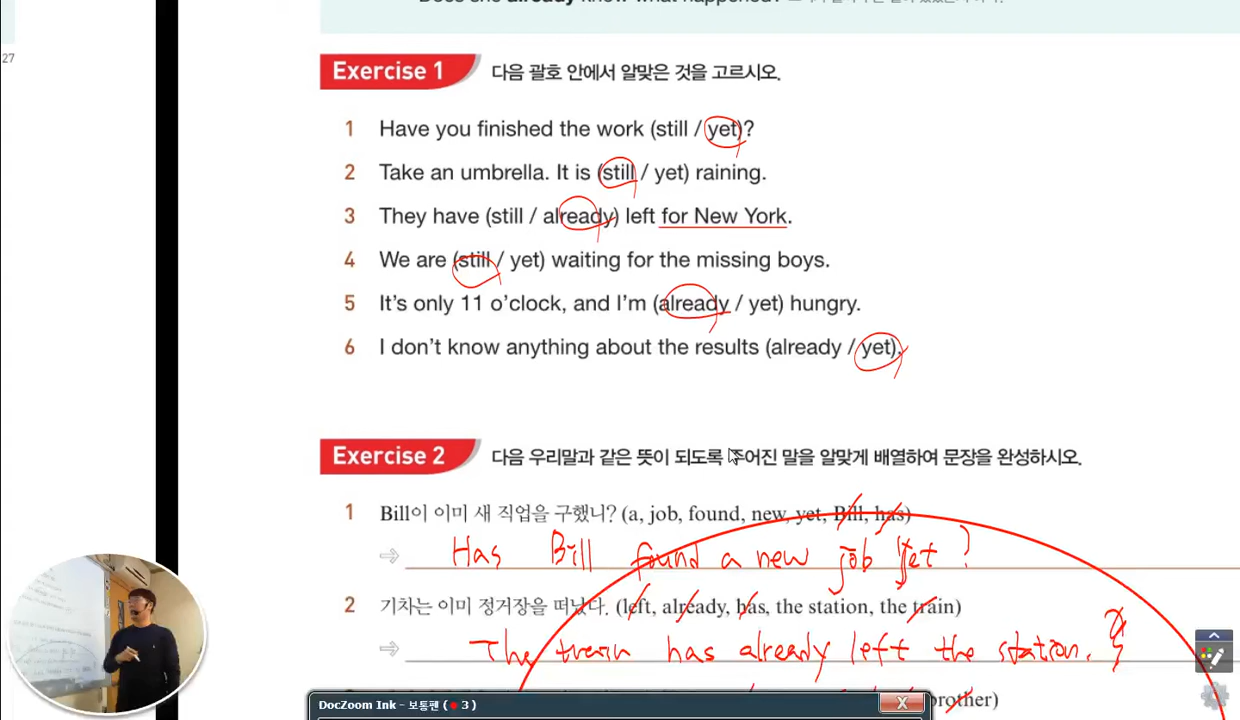 Does she already know what happened?
27
Exercise 1 다음 괄호 안에서 알맞은 것을 고르시오.
1 Have you finished the work (still / yet)?
2 Take an umbrella. It is (still / yet) raining.
3 They have (still / already) left for New York.
4 We are (still / yet) waiting for the missing boys.
5 It's only 11 o'clock, and I'm (already / yet) hungry.
6 I don't know anything about the results (already / yet).
Exercise 2 다음 우리말과 같은 뜻이 되도록 주어진 말을 알맞게 배열하여 문장을 완성하시오.
1 Bill이 이미 새 직업을 구했니? (a, job, found, new, yet, Bill, has)
⇨ Has Bill found a new job yet?
2 기차는 이미 정거장을 떠났다. (left, already, has, the station, the train)
⇨ The train has already left the station.
brother)
DocZoom Ink - 보통펜 ( 3 )